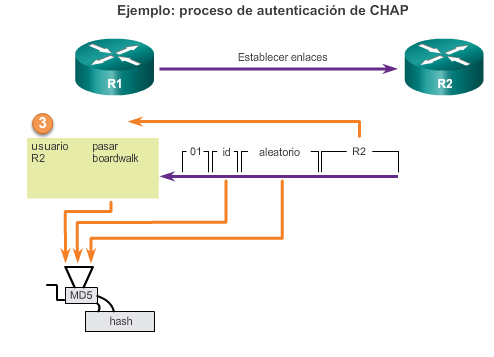 Ejemplo: proceso de autenticación de CHAP
Establecer enlaces
R1
R2
3
usuario pasar
R2 boardwalk
01 id aleatorio R2
MD5
hash